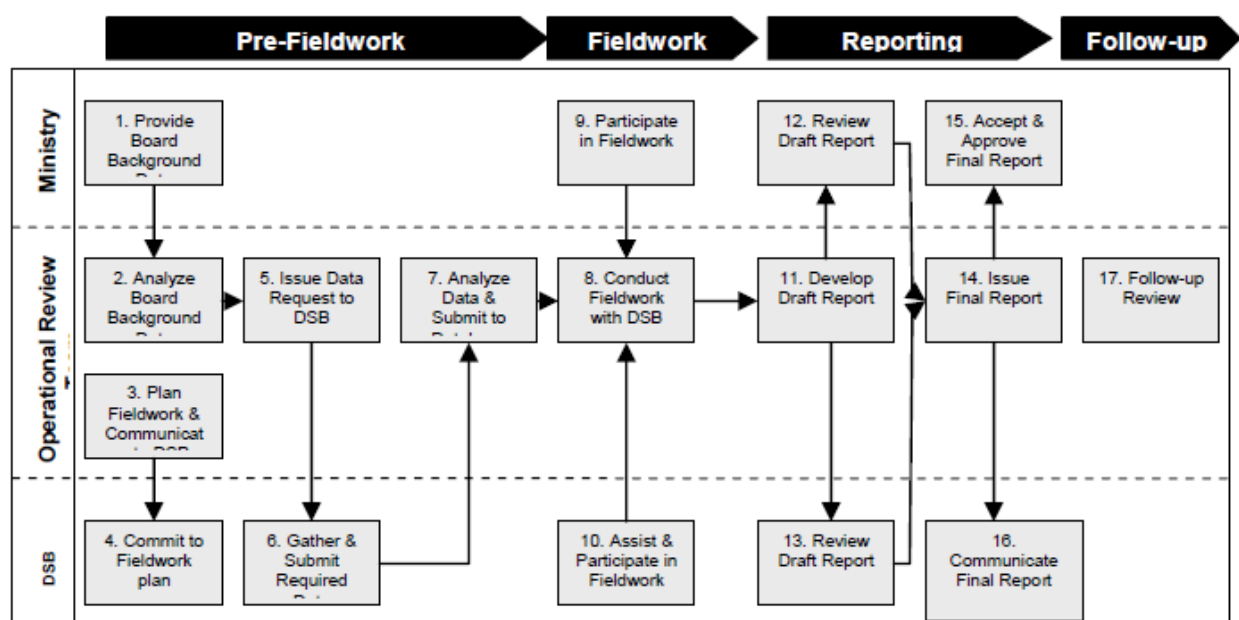 Pre-Fieldwork
Fieldwork
Reporting
Follow-up
Ministry
1. Provide
Board
Background
9. Participate
in Fieldwork
12. Review
Draft Report
15. Accept &
Approve
Final Report
Operational Review
2. Analyze
Board
Background
5. Issue Data
Request to
DSB
7. Analyze
Data &
Submit to
8. Conduct
Fieldwork
with DSB
11. Develop
Draft Report
14. Issue
Final Report
17. Follow-up
Review
3. Plan
Fieldwork &
Communicat
DSB
4. Commit to
Fieldwork
plan
6. Gather &
Submit
Required
10. Assist &
Participate in
Fieldwork
13. Review
Draft Report
16.
Communicate
Final Report